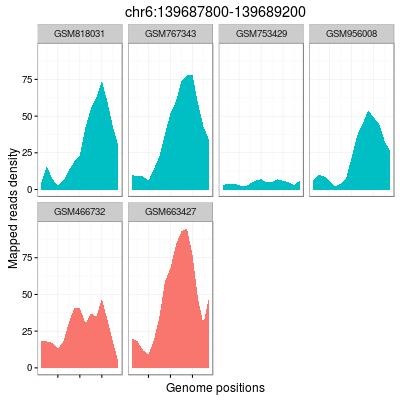 chr6:139687800-139689200
GSM818031 GSM767343 GSM753429 GSM956008
75
50
25
0
Mapped reads density
GSM466732 GSM663427
75
50
25
0
Genome positions